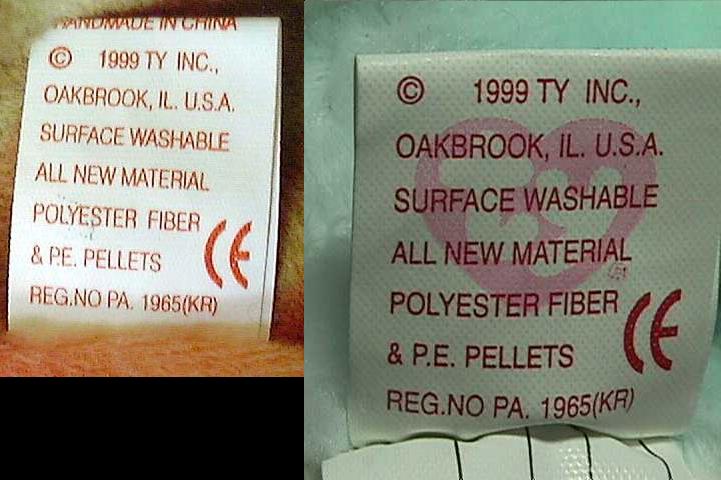 HANDMADE IN CHINA
© 1999 TY INC.,
OAKBROOK, IL. U.S.A.
SURFACE WASHABLE
ALL NEW MATERIAL
POLYESTER FIBER
& P.E. PELLETS
REG.NO PA. 1965(KR)
CE
© 1999 TY INC.,
OAKBROOK, IL. U.S.A.
SURFACE WASHABLE
ALL NEW MATERIAL
POLYESTER FIBER
& P.E. PELLETS
REG.NO PA. 1965(KR)
CE